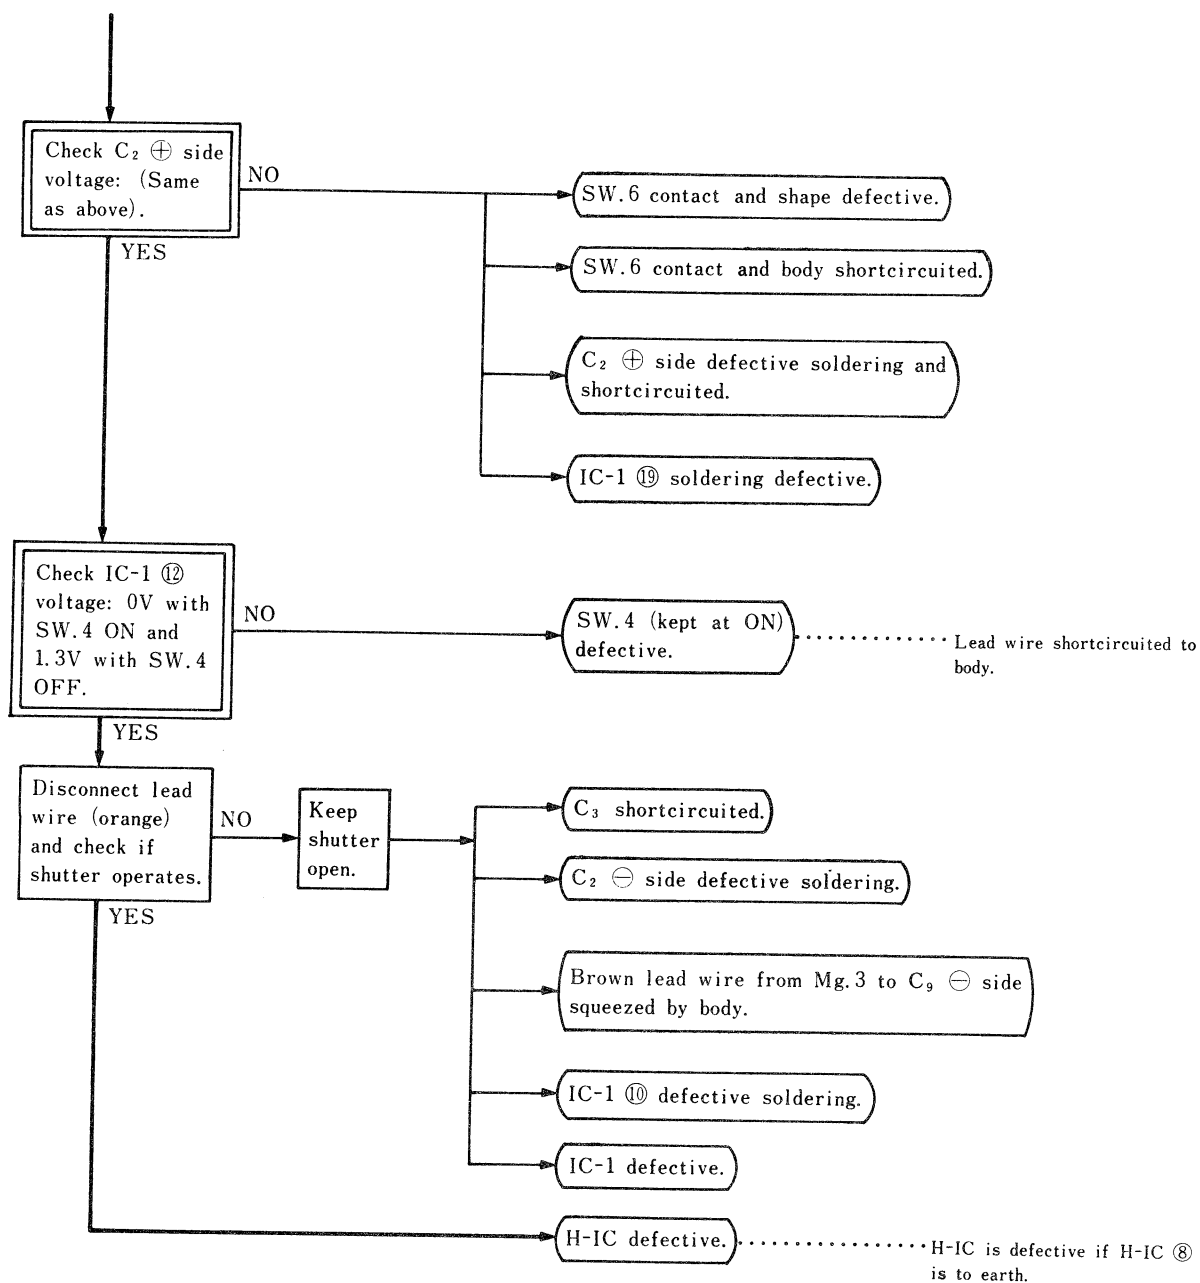 Check C₂ ⊕ side
voltage: (Same
as above).
NO
YES
SW.6 contact and shape defective.
SW.6 contact and body shortcircuited.
C₂ ⊕ side defective soldering and
shortcircuited.
IC-1 ⑲ soldering defective.
Check IC-1 ⑫
voltage: 0V with
SW.4 ON and
1.3V with SW.4
OFF.
NO
YES
SW.4 (kept at ON)
defective.
Lead wire shortcircuited to
body.
Disconnect lead
wire (orange)
and check if
shutter operates.
NO
YES
Keep
shutter
open.
C₃ shortcircuited.
C₂ ⊖ side defective soldering.
Brown lead wire from Mg.3 to C₉ ⊖ side
squeezed by body.
IC-1 ⑩ defective soldering.
IC-1 defective.
H-IC defective.
H-IC is defective if H-IC ⑧
is to earth.